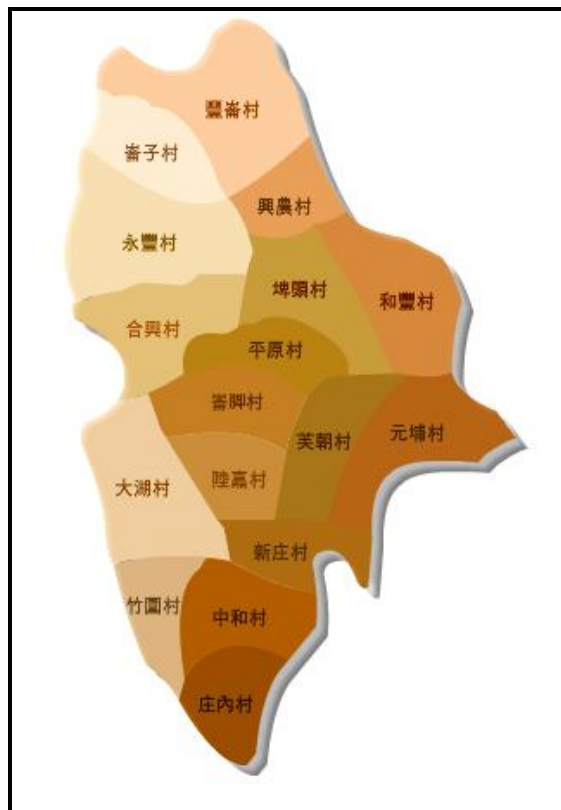 豐崙村
崙子村
興農村
永豐村
埤頭村
和豐村
合興村
平原村
崙脚村
芙朝村
元埔村
陸嘉村
大湖村
新庄村
竹圍村
中和村
庄內村